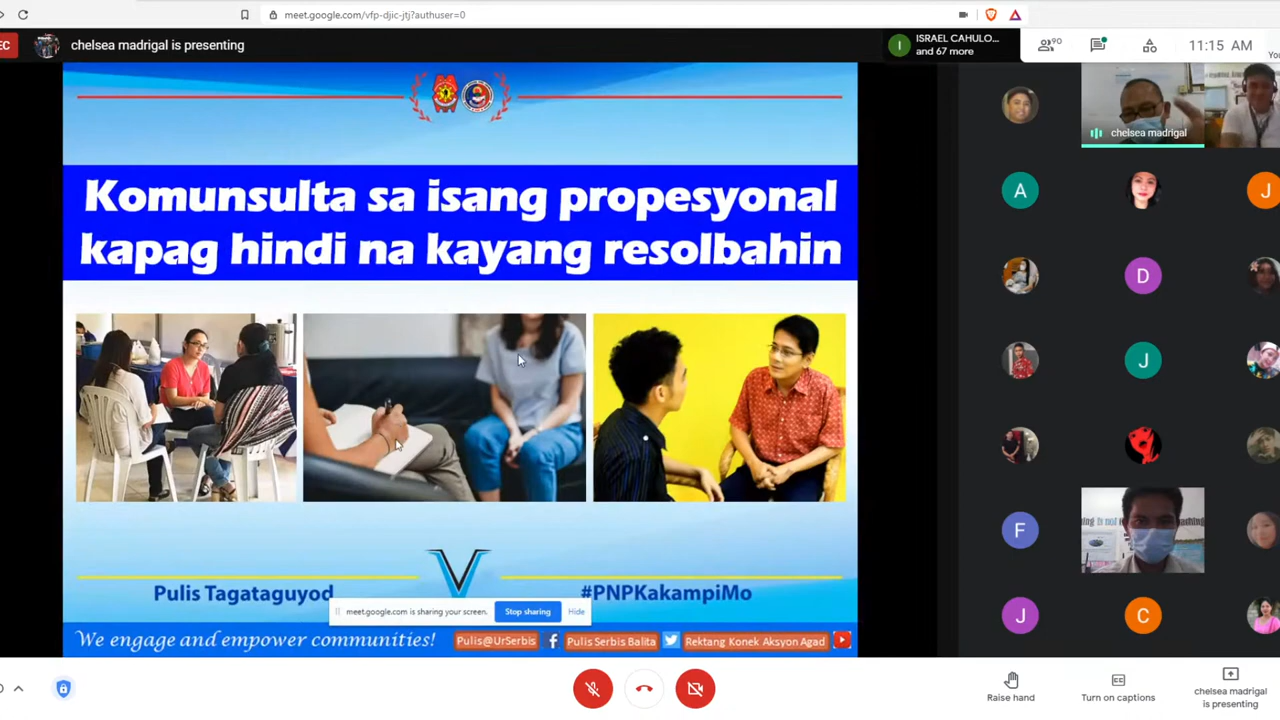 meet.google.com/vfp-djic-jtj?authuser=0
EC
chelsea madrigal is presenting
I
ISRAEL CAHULO...
and 67 more
90
11:15 AM
You
Komunsulta sa isang propesyonal
kapag hindi na kayang resolbahin
Pulis Tagataguyod
V
#PNPKakampiMo
meet.google.com is sharing your screen.
Stop sharing
Hide
We engage and empower communities!
Pulis@UrSerbis
Pulis Serbis Balita
Rektang Konek Aksyon Agad
chelsea madrigal
A
J
D
J
F
J
C
Raise hand
Turn on captions
chelsea madrigal
is presenting